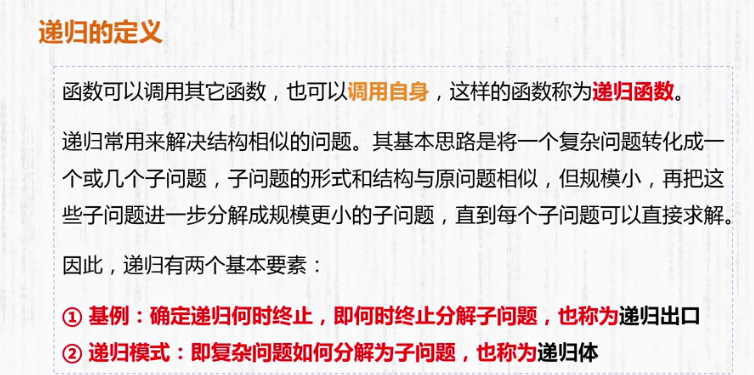 递归的定义
函数可以调用其它函数，也可以调用自身，这样的函数称为递归函数。
递归常用来解决结构相似的问题。其基本思路是将一个复杂问题转化成一
个或几个子问题，子问题的形式和结构与原问题相似，但规模小，再把这
些子问题进一步分解成规模更小的子问题，直到每个子问题可以直接求解。
因此，递归有两个基本要素：
① 基例：确定递归何时终止，即何时终止分解子问题，也称为递归出口
② 递归模式：即复杂问题如何分解为子问题，也称为递归体